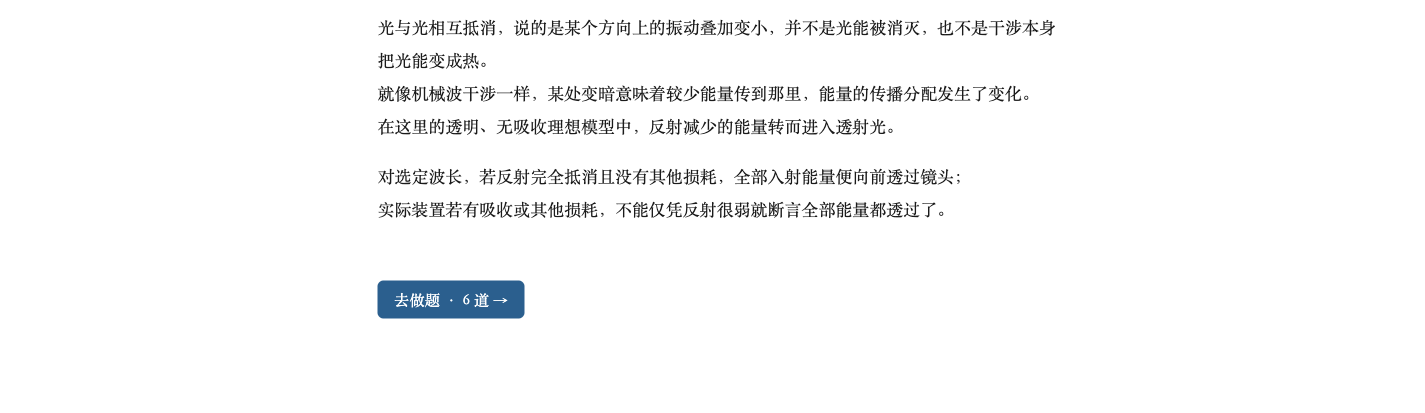 光与光相互抵消，说的是某个方向上的振动叠加变小，并不是光能被消灭，也不是干涉本身
把光能变成热。
就像机械波干涉一样，某处变暗意味着较少能量传到那里，能量的传播分配发生了变化。
在这里的透明、无吸收理想模型中，反射减少的能量转而进入透射光。
对选定波长，若反射完全抵消且没有其他损耗，全部入射能量便向前透过镜头；
实际装置若有吸收或其他损耗，不能仅凭反射很弱就断言全部能量都透过了。
去做题 · 6 道 →